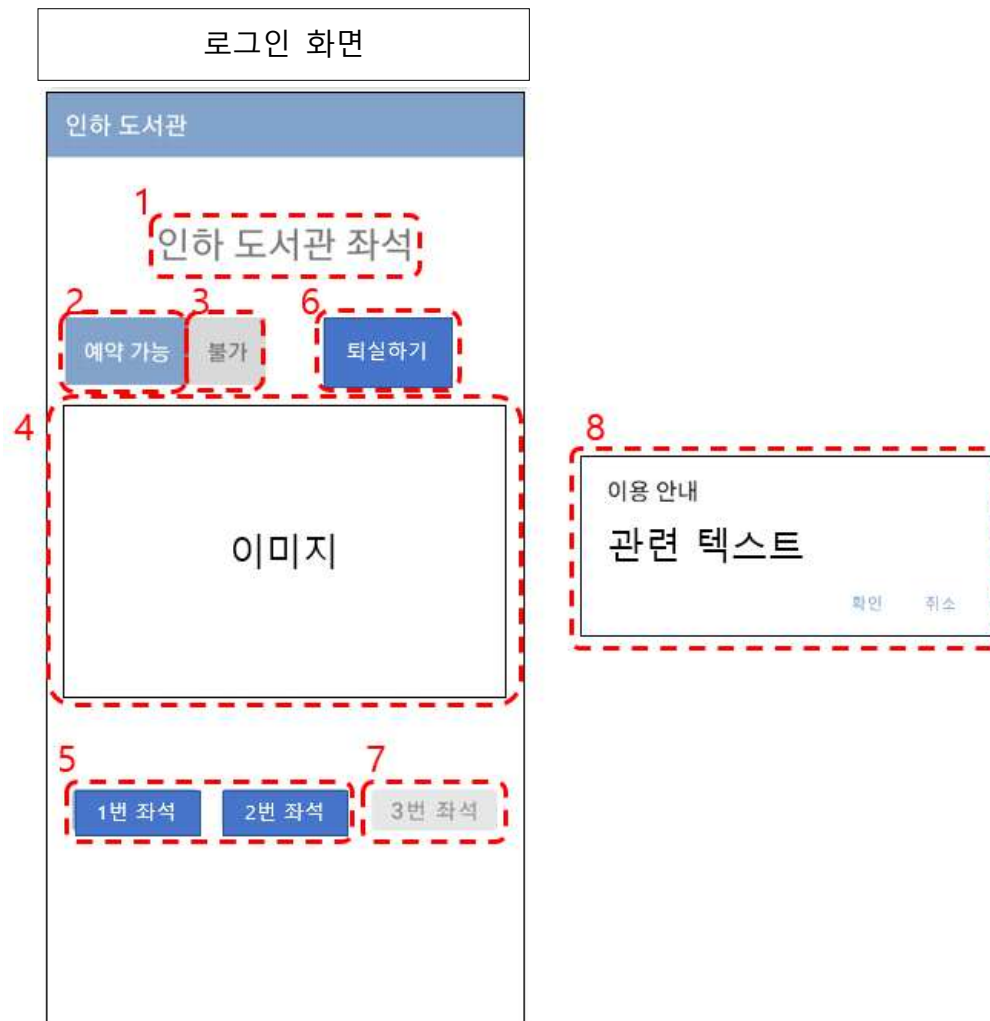 로그인 화면
인하 도서관
1
인하 도서관 좌석
2 3 6
예약 가능 불가 퇴실하기
4
이미지
8
이용 안내
관련 텍스트
확인 취소
5 7
1번 좌석 2번 좌석 3번 좌석